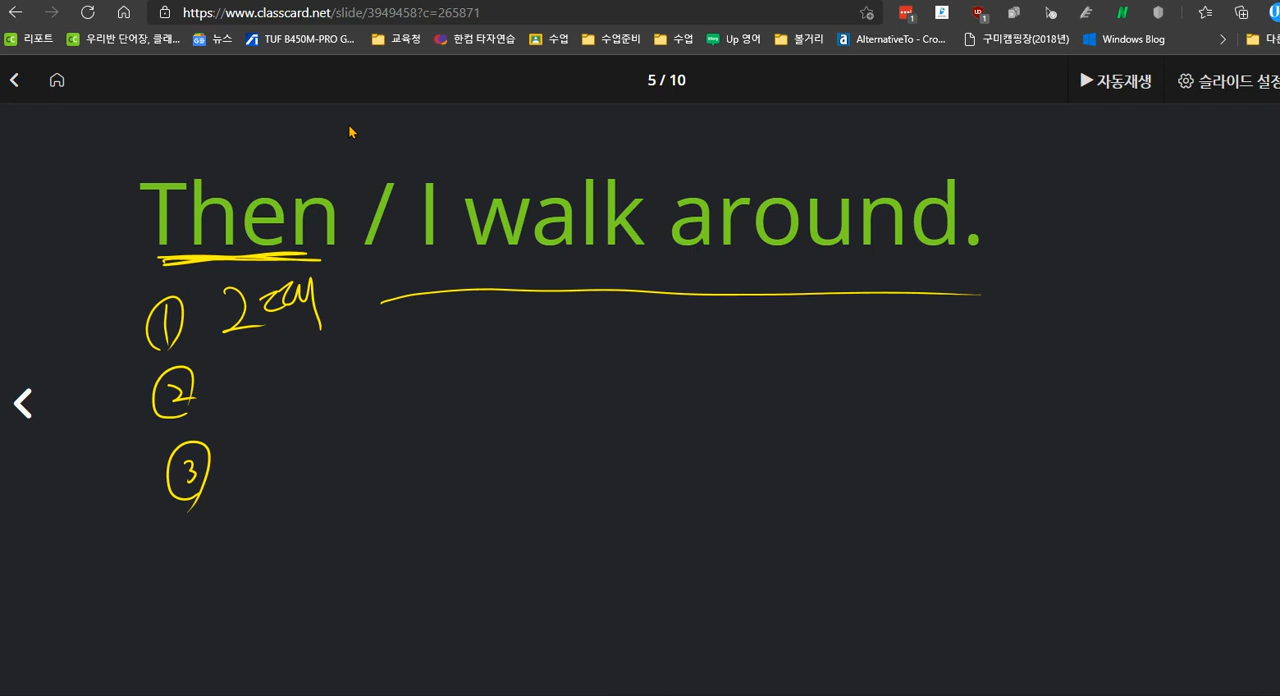 https://www.classcard.net/slide/3949458?c=265871
리포트 우리반 단어장, 클래... 뉴스 TUF B450M-PRO G... 교육청 한컴 타자연습 수업 수업준비 수업 Up 영어 볼거리 AlternativeTo - Cro... 구미캠핑장(2018년) Windows Blog 다른
5 / 10 자동재생 슬라이드 설정
Then / I walk around.
①
②
③